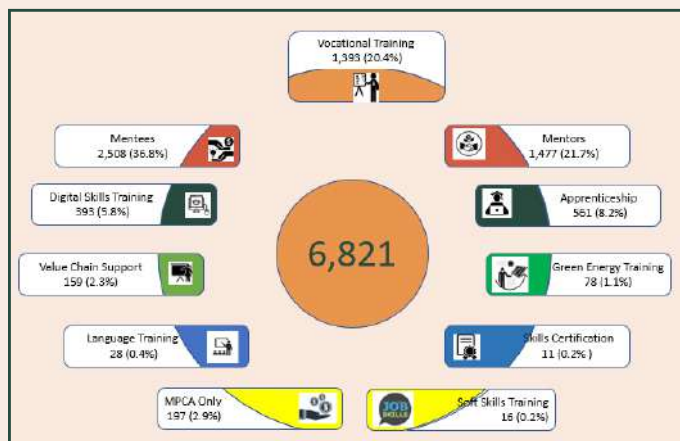 Vocational Training
1,393 (20.4%)
Mentees
2,508 (36.8%)
Mentors
1,477 (21.7%)
Digital Skills Training
393 (5.8%)
Apprenticeship
561 (8.2%)
6,821
Value Chain Support
159 (2.3%)
Green Energy Training
78 (1.1%)
Language Training
28 (0.4%)
Skills Certification
11 (0.2% )
MPCA Only
197 (2.9%)
JOB
SKILLS
Soft Skills Training
16 (0.2%)